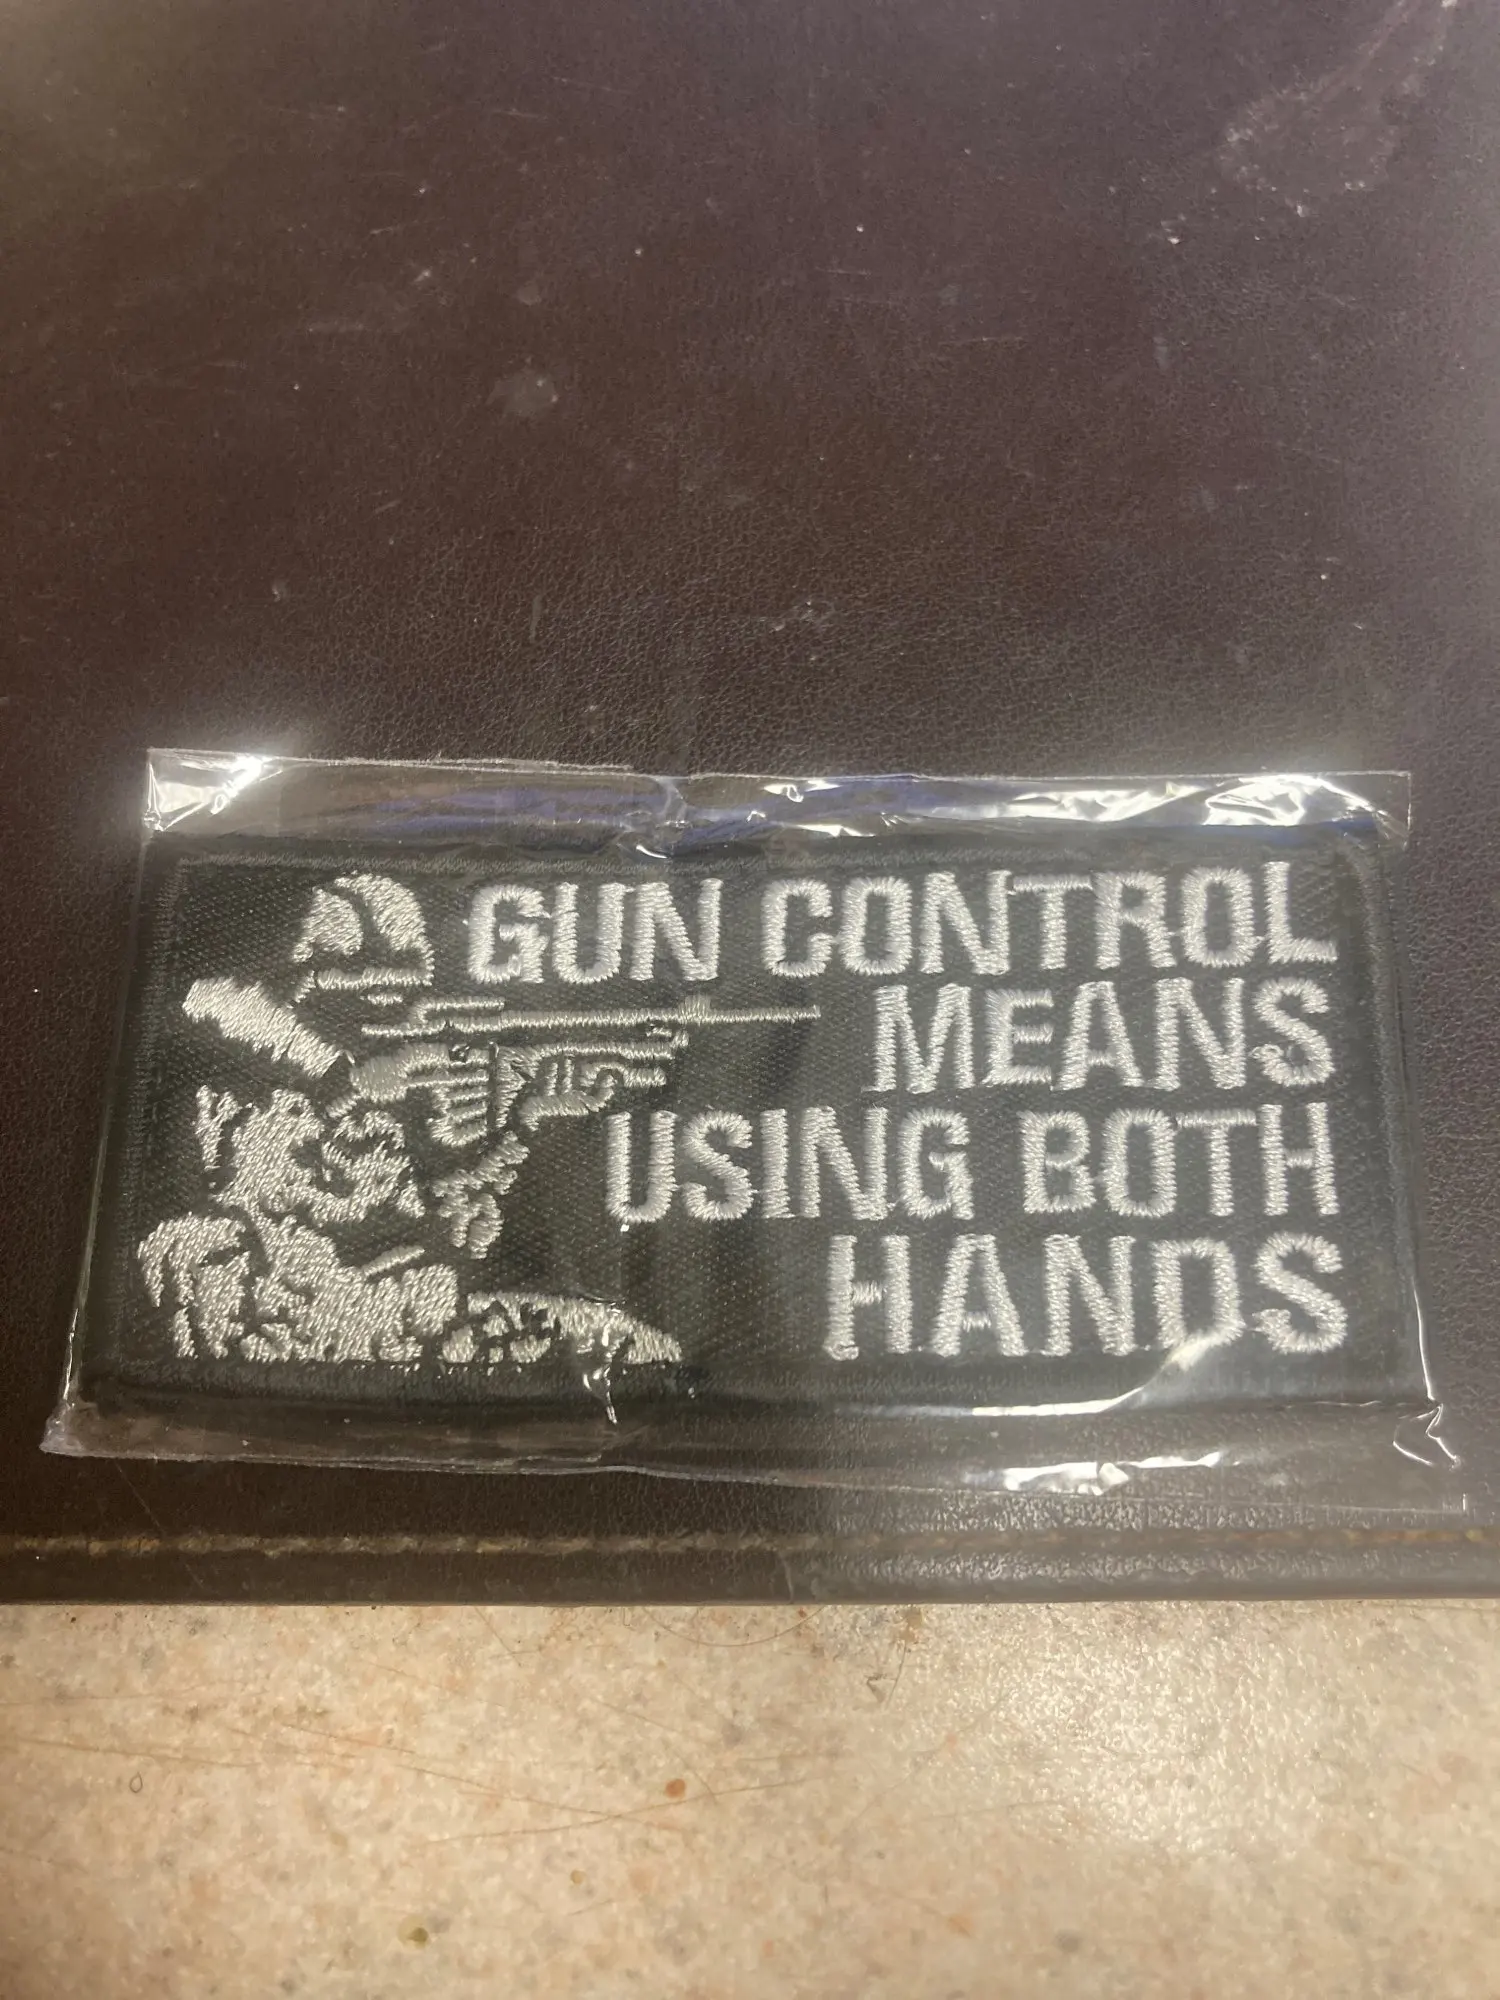 GUN CONTROL
MEANS
USING BOTH
HANDS